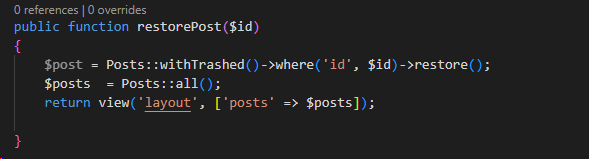 0 references | 0 overrides
public function restorePost($id)
{
    $post = Posts::withTrashed()->where('id', $id)->restore();
    $posts  = Posts::all();
    return view('layout', ['posts' => $posts]);
}